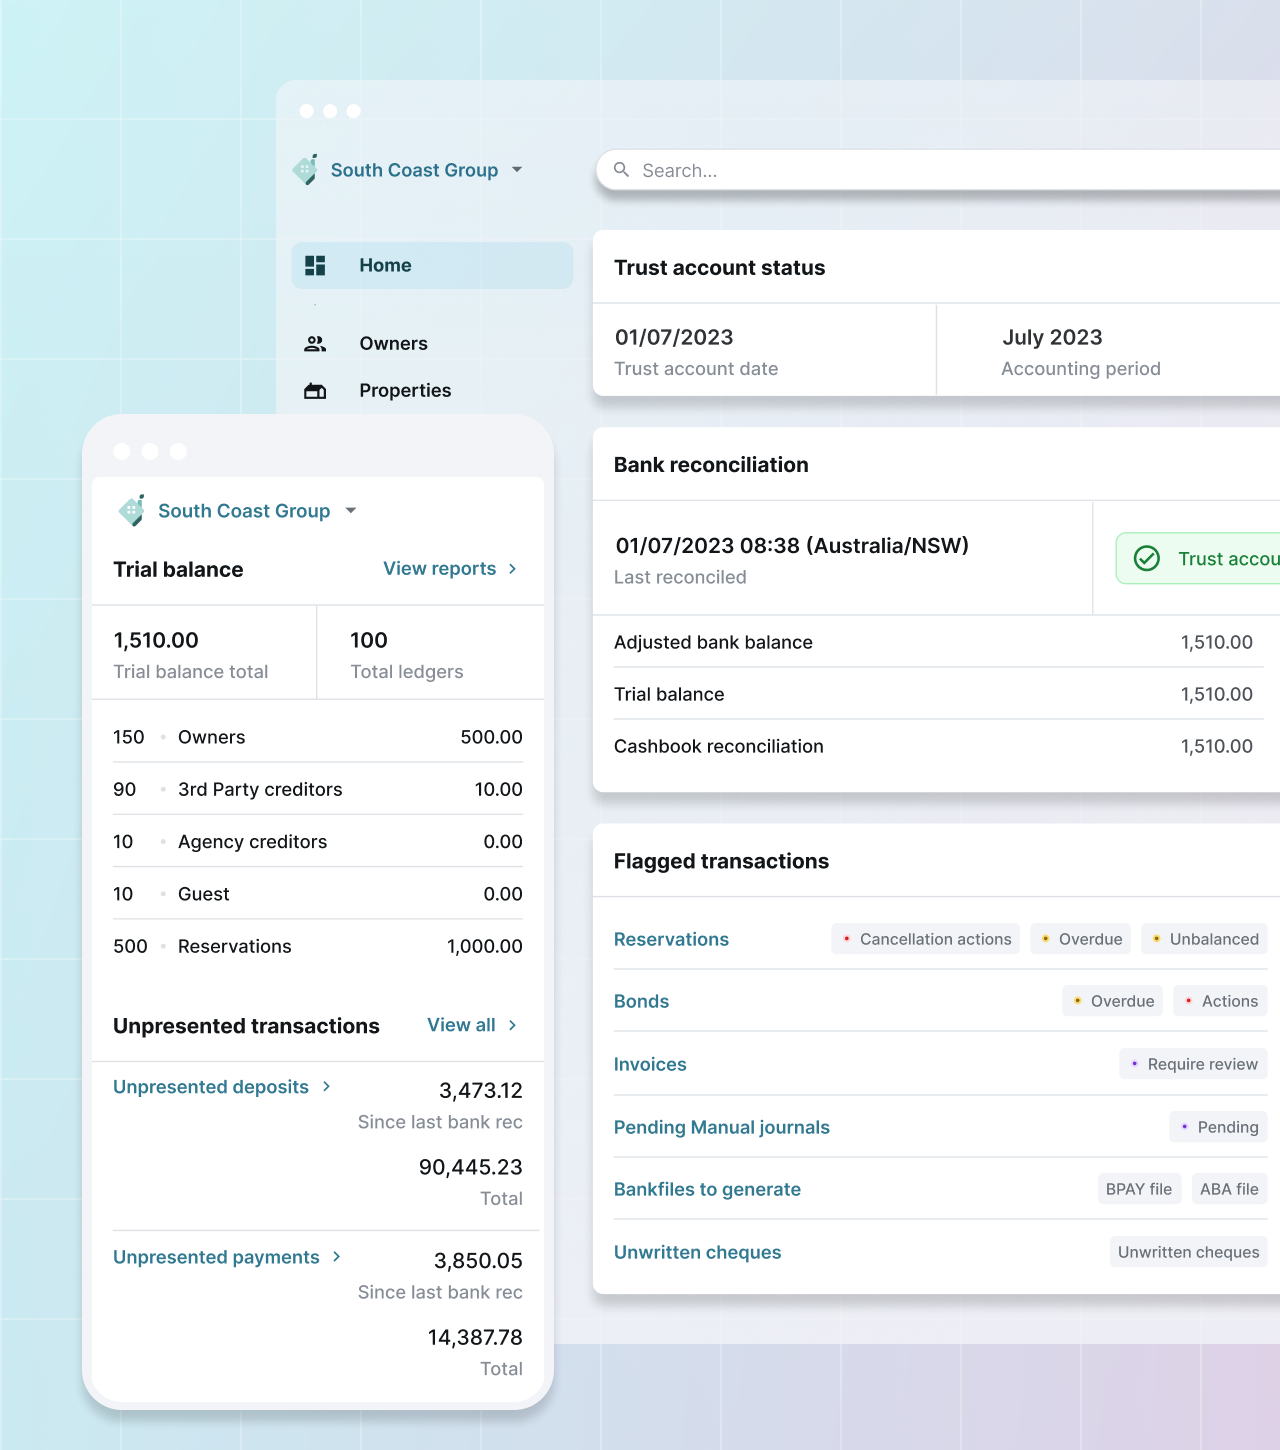 South Coast Group
Search...
Home
Owners
Properties
Trust account status
01/07/2023
Trust account date
July 2023
Accounting period
Bank reconciliation
01/07/2023 08:38 (Australia/NSW)
Last reconciled
Trust accou
Adjusted bank balance 1,510.00
Trial balance 1,510.00
Cashbook reconciliation 1,510.00
Flagged transactions
Reservations Cancellation actions Overdue Unbalanced
Bonds Overdue Actions
Invoices Require review
Pending Manual journals Pending
Bankfiles to generate BPAY file ABA file
Unwritten cheques Unwritten cheques
South Coast Group
Trial balance View reports
1,510.00
Trial balance total
100
Total ledgers
150 Owners 500.00
90 3rd Party creditors 10.00
10 Agency creditors 0.00
10 Guest 0.00
500 Reservations 1,000.00
Unpresented transactions View all
Unpresented deposits 3,473.12
Since last bank rec
90,445.23
Total
Unpresented payments 3,850.05
Since last bank rec
14,387.78
Total